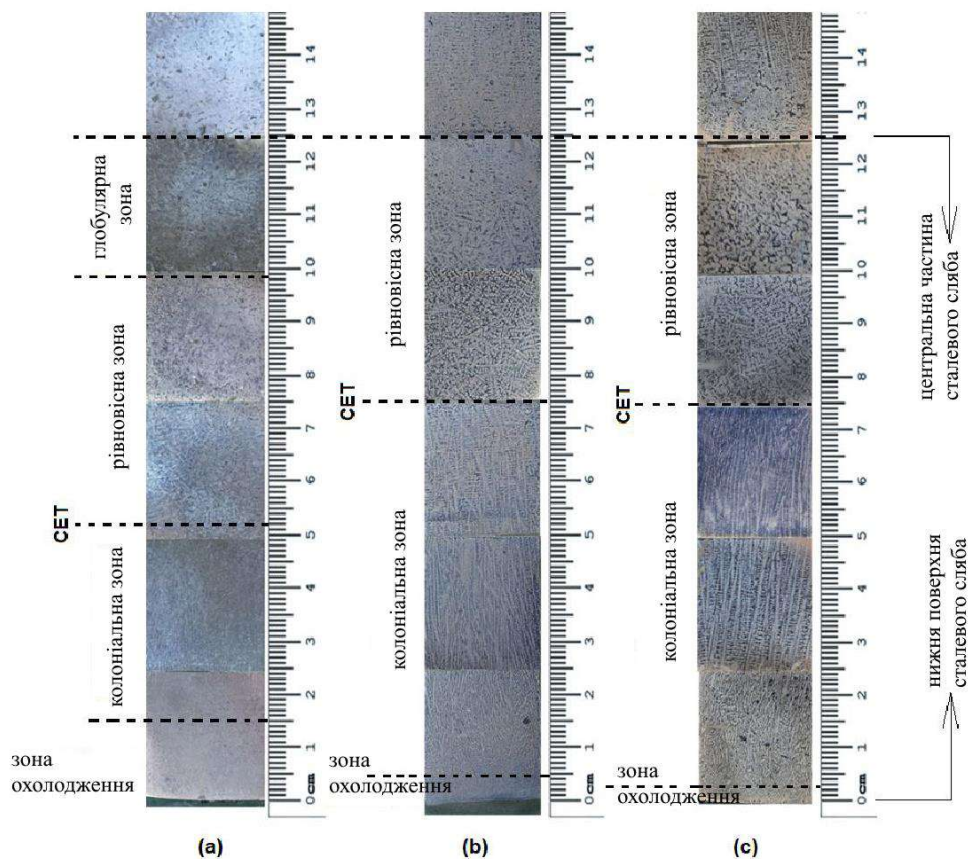 14
13
12
11
10
9
8
7
6
5
4
3
2
1
0 cm
глобулярна
зона
рівновісна зона
СЕТ
колоніальна зона
зона
охолодження
(a)
14
13
12
11
10
9
8
7
6
5
4
3
2
1
0 cm
рівновісна зона
СЕТ
колоніальна зона
зона
охолодження
(b)
14
13
12
11
10
9
8
7
6
5
4
3
2
1
0 cm
рівновісна зона
СЕТ
колоніальна зона
зона
охолодження
(c)
центральна частина
сталевого сляба
нижня поверхня
сталевого сляба